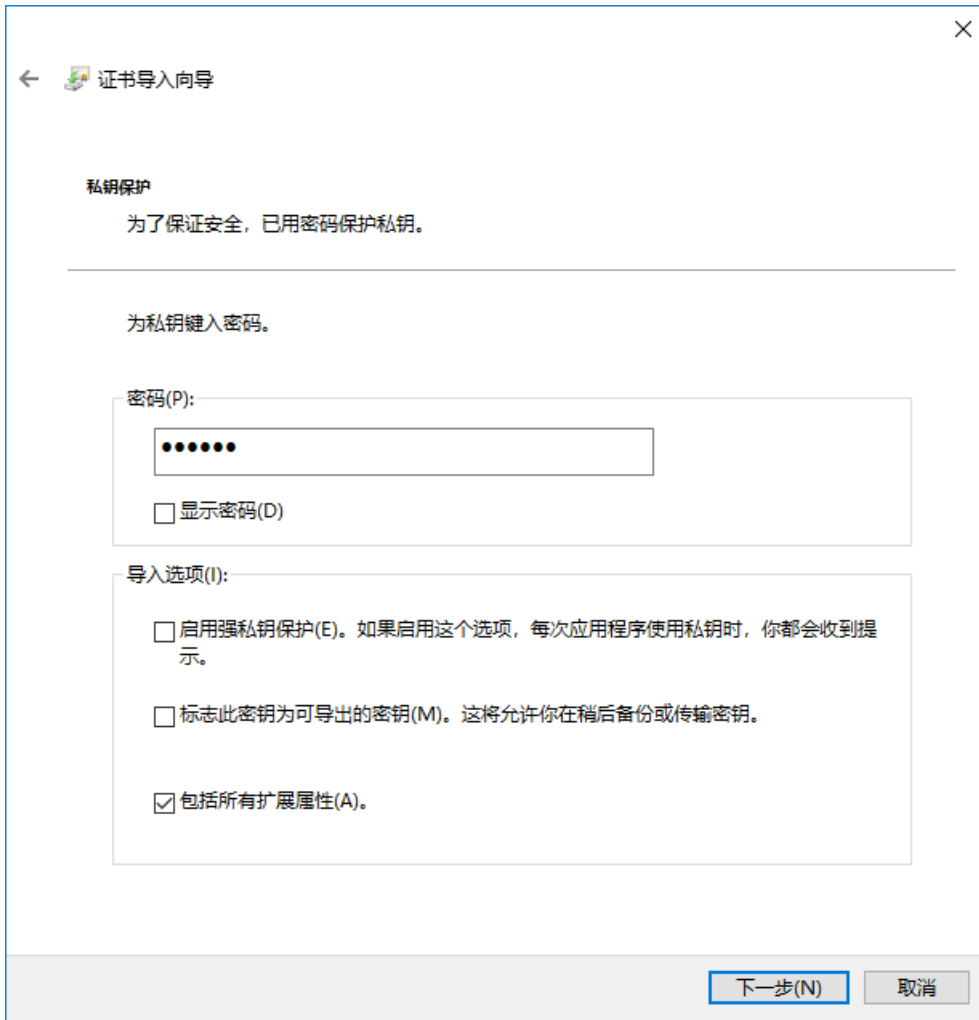 证书导入向导
私钥保护
为了保证安全，已用密码保护私钥。
为私钥键入密码。
密码(P):
●●●●●●
显示密码(D)
导入选项(I):
启用强私钥保护(E)。如果启用这个选项，每次应用程序使用私钥时，你都会收到提
示。
标志此密钥为可导出的密钥(M)。这将允许你在稍后备份或传输密钥。
包括所有扩展属性(A)。
下一步(N)
取消